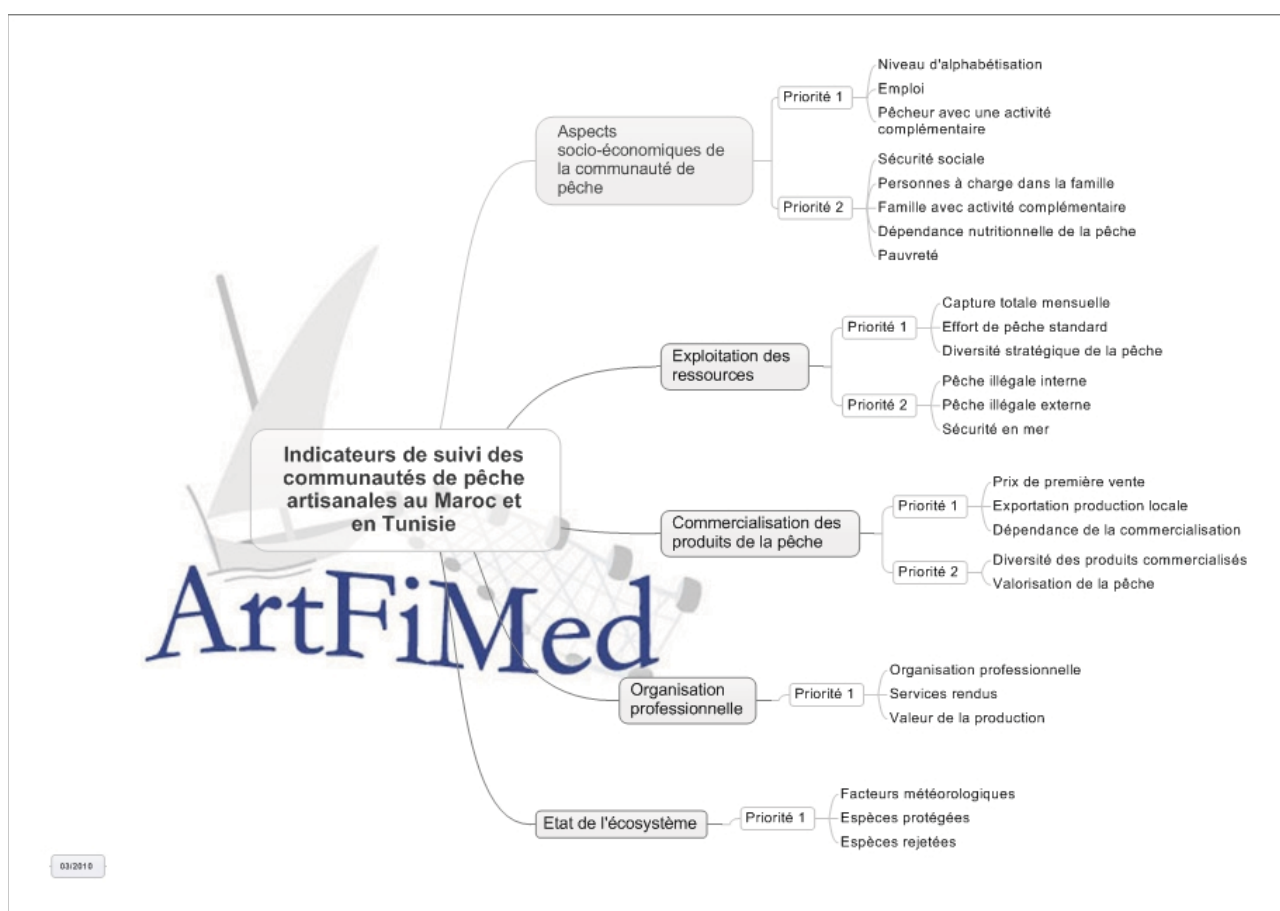 Indicateurs de suivi des
communautés de pêche
artisanales au Maroc et
en Tunisie
ArtFiMed
Aspects
socio-économiques de
la communauté de
pêche
Priorité 1
Niveau d'alphabétisation
Emploi
Pêcheur avec une activité
complémentaire
Priorité 2
Sécurité sociale
Personnes à charge dans la famille
Famille avec activité complémentaire
Dépendance nutritionnelle de la pêche
Pauvreté
Exploitation des
ressources
Priorité 1
Capture totale mensuelle
Effort de pêche standard
Diversité stratégique de la pêche
Priorité 2
Pêche illégale interne
Pêche illégale externe
Sécurité en mer
Commercialisation des
produits de la pêche
Priorité 1
Prix de première vente
Exportation production locale
Dépendance de la commercialisation
Priorité 2
Diversité des produits commercialisés
Valorisation de la pêche
Organisation
professionnelle
Priorité 1
Organisation professionnelle
Services rendus
Valeur de la production
Etat de l'écosystème
Priorité 1
Facteurs météorologiques
Espèces protégées
Espèces rejetées
03/2010